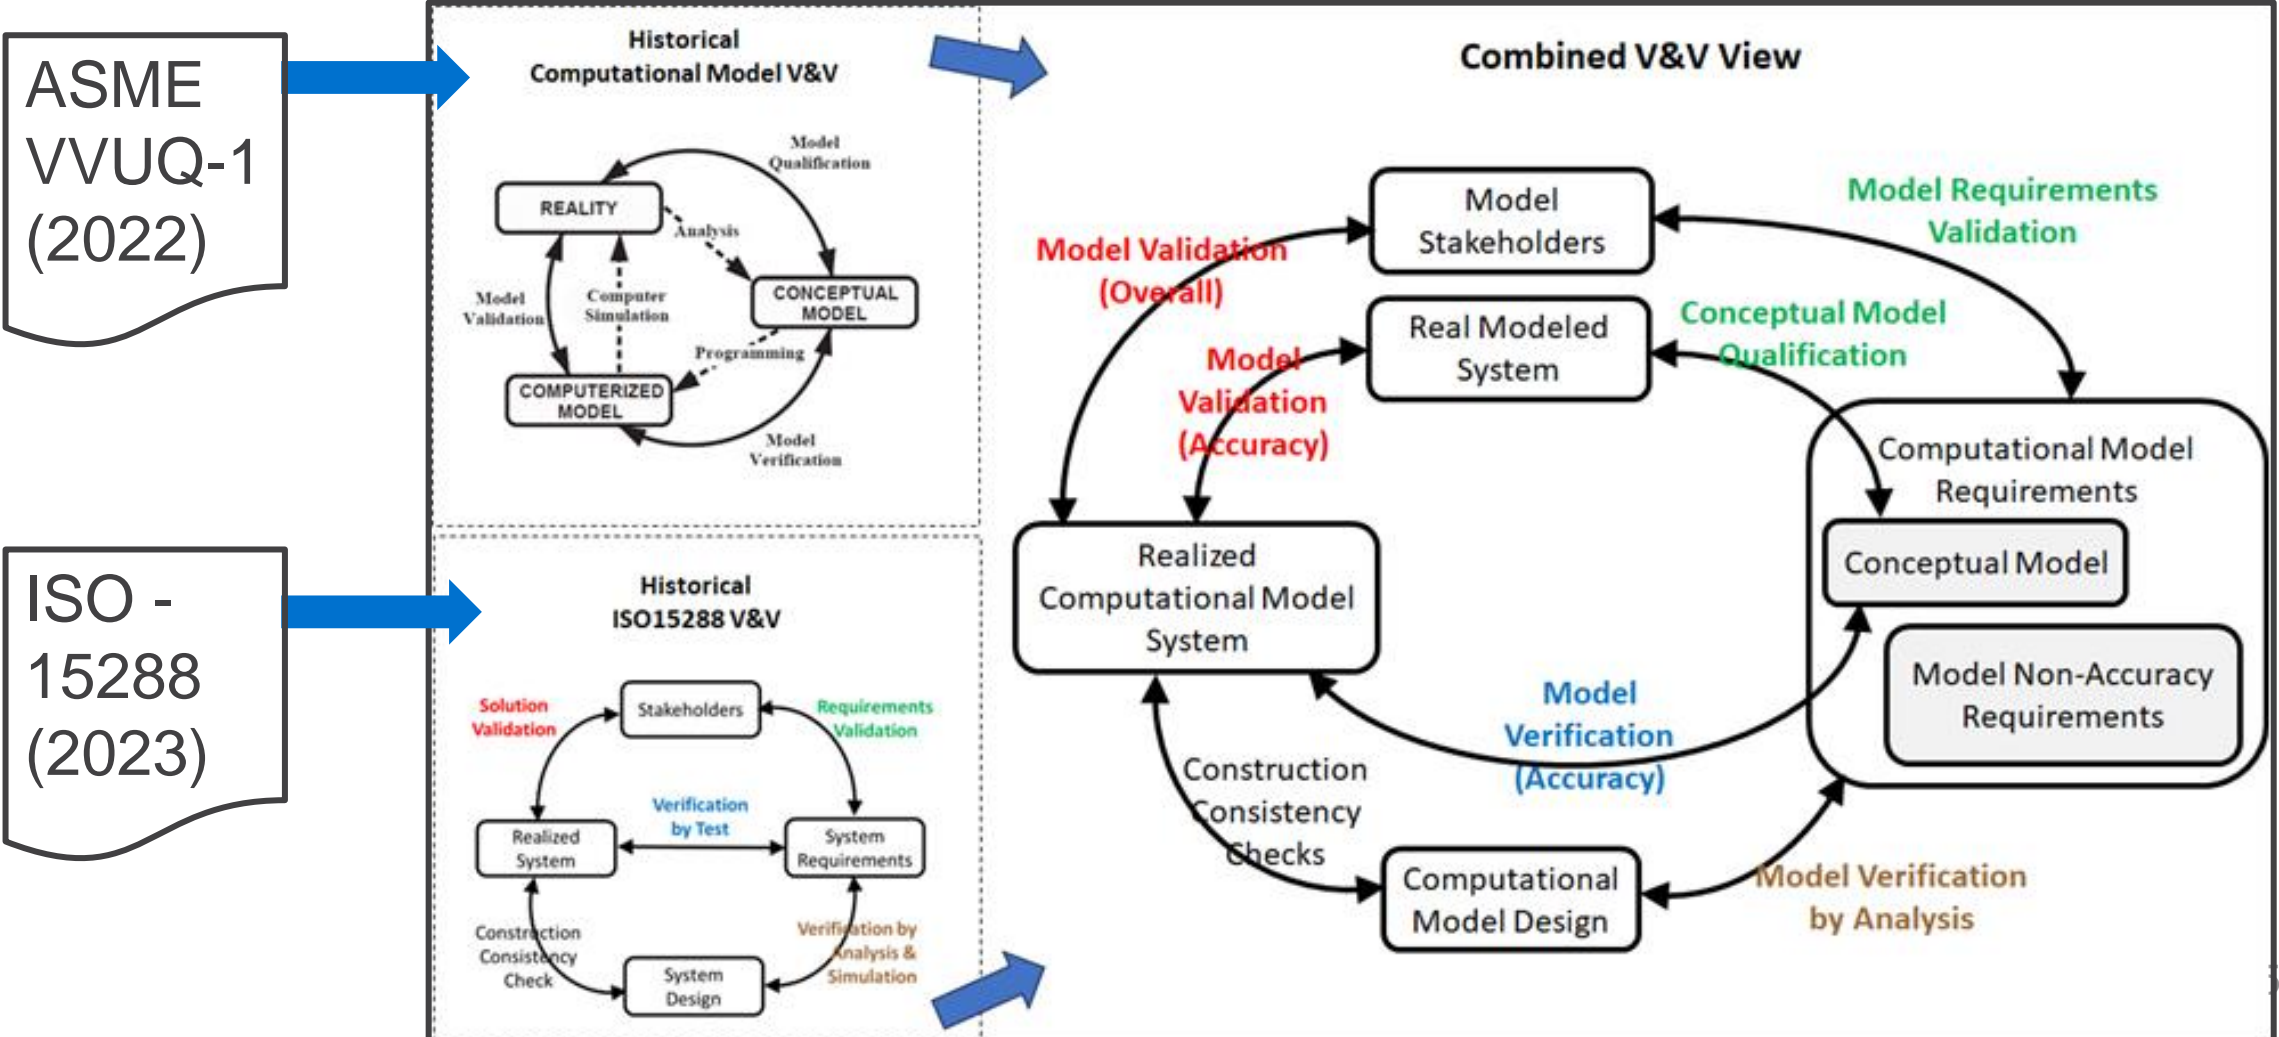 ASME
VVUQ-1
(2022)
ISO -
15288
(2023)
Historical
Computational Model V&V
Model
Qualification
REALITY
Analysis
CONCEPTUAL
MODEL
Model
Validation
Computer
Simulation
Programming
COMPUTERIZED
MODEL
Model
Verification
Historical
ISO15288 V&V
Solution
Validation
Stakeholders
Requirements
Validation
Verification
by Test
Realized
System
System
Requirements
Construction
Consistency
Check
Verification by
Analysis &
Simulation
System
Design
Combined V&V View
Model
Stakeholders
Model Requirements
Validation
Model Validation
(Overall)
Real Modeled
System
Conceptual Model
Qualification
Model
Validation
(Accuracy)
Computational Model
Requirements
Realized
Computational Model
System
Conceptual Model
Model Non-Accuracy
Requirements
Model
Verification
(Accuracy)
Construction
Consistency
Checks
Computational
Model Design
Model Verification
by Analysis